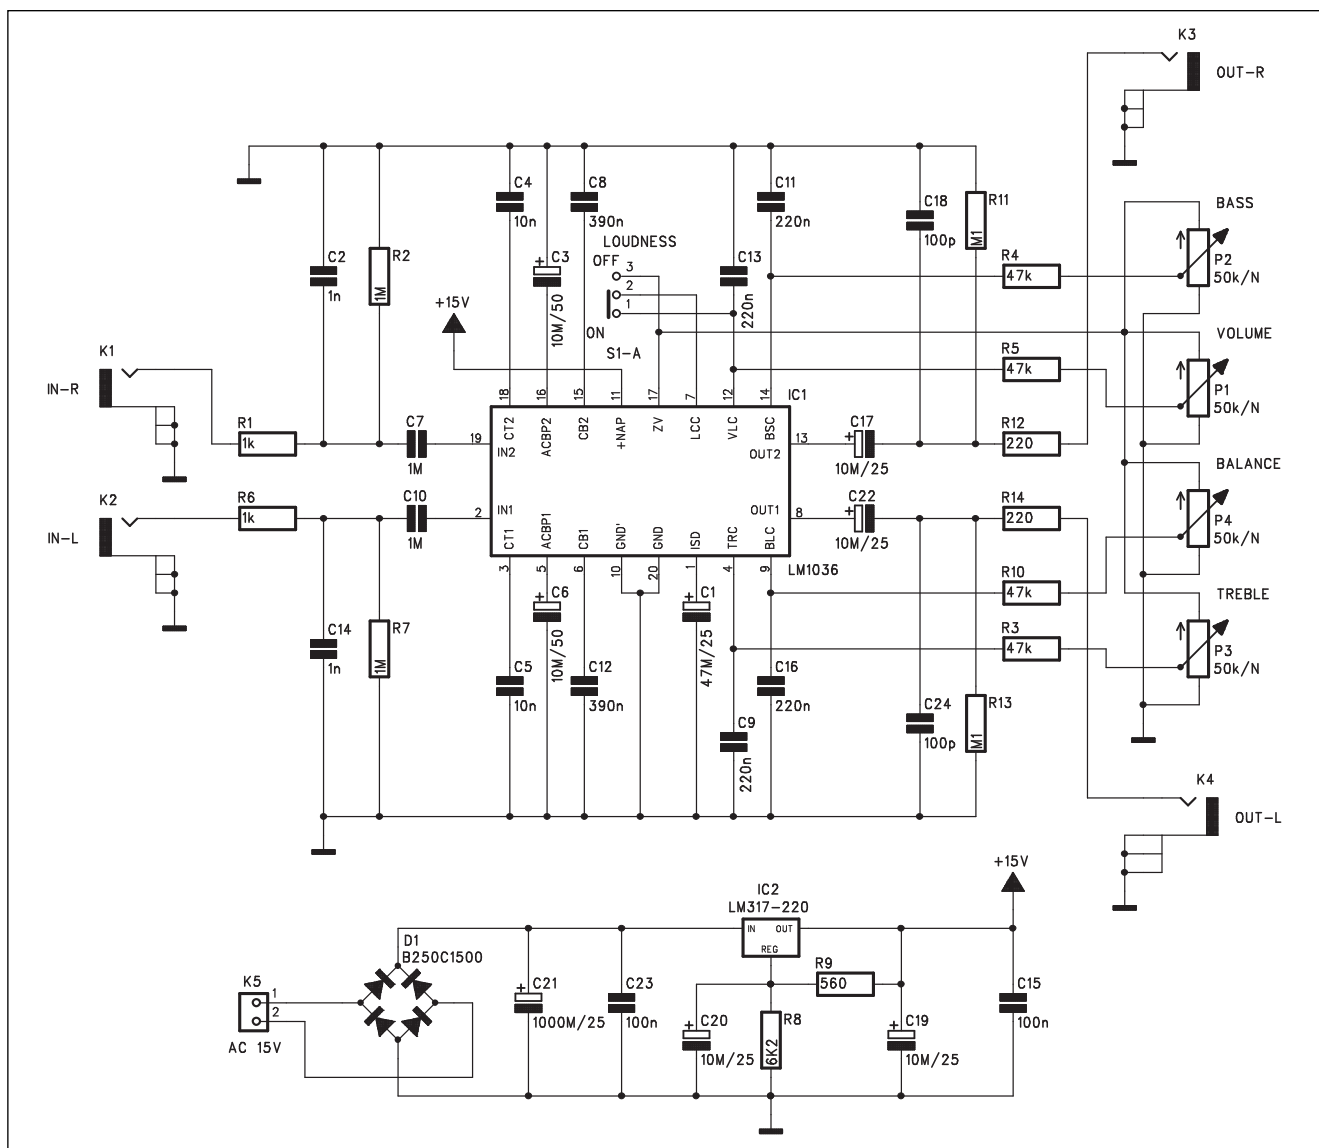 K3
OUT-R
BASS
P2
50k/N
VOLUME
P1
50k/N
BALANCE
P4
50k/N
TREBLE
P3
50k/N
K4
OUT-L
C2
1n
R2
1M
C4
10n
C3
10M/50
C8
390n
LOUDNESS
OFF
3
2
1
ON
S1-A
C13
220n
C11
220n
C18
100p
R11
M1
R4
47k
R5
47k
+15V
K1
IN-R
R1
1k
C7
1M
K2
IN-L
R6
1k
C10
1M
18
16
15
11
17
7
12
14
IC1
CT2
ACBP2
CB2
+NAP
ZV
LCC
VLC
BSC
19
IN2
OUT2
13
2
IN1
OUT1
8
CT1
ACBP1
CB1
GND'
GND
ISD
TRC
BLC
LM1036
3
5
6
10
20
1
4
9
C17
10M/25
R12
220
C22
10M/25
R14
220
R10
47k
R3
47k
C14
1n
R7
1M
C5
10n
C6
10M/50
C12
390n
C1
47M/25
C9
220n
C16
220n
C24
100p
R13
M1
+15V
IC2
LM317-220
IN
OUT
REG
D1
B250C1500
K5
1
2
AC 15V
C21
1000M/25
C23
100n
C20
10M/25
R8
6K2
R9
560
C19
10M/25
C15
100n